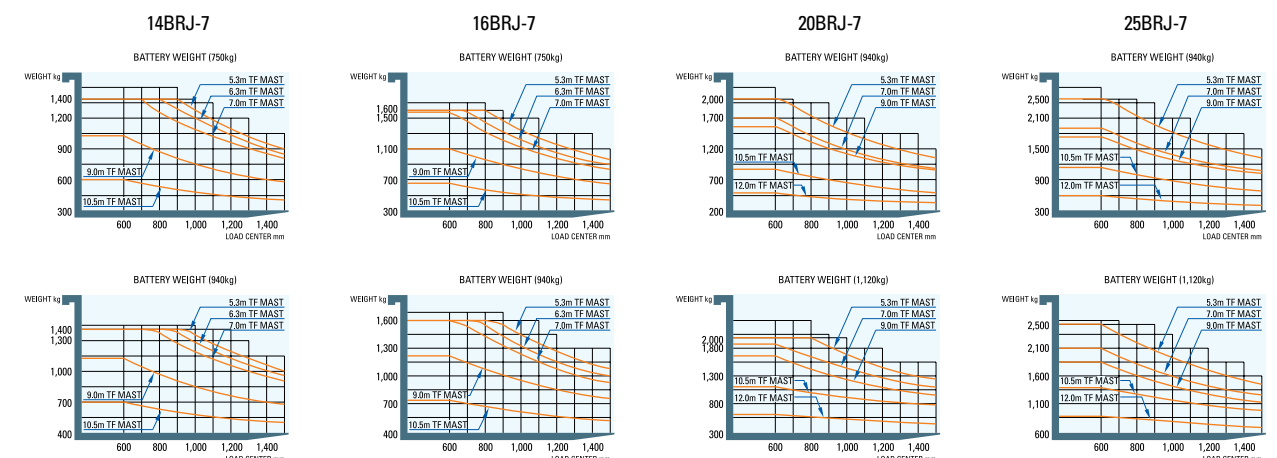 14BRJ-7
16BRJ-7
20BRJ-7
25BRJ-7
BATTERY WEIGHT (750kg)
WEIGHT kg
5.3m TF MAST
6.3m TF MAST
7.0m TF MAST
9.0m TF MAST
10.5m TF MAST
1,400
1,200
900
600
300
600 800 1,000 1,200 1,400
LOAD CENTER mm
BATTERY WEIGHT (750kg)
WEIGHT kg
5.3m TF MAST
6.3m TF MAST
7.0m TF MAST
9.0m TF MAST
10.5m TF MAST
1,600
1,500
1,100
700
300
600 800 1,000 1,200 1,400
LOAD CENTER mm
BATTERY WEIGHT (940kg)
WEIGHT kg
5.3m TF MAST
7.0m TF MAST
9.0m TF MAST
10.5m TF MAST
12.0m TF MAST
2,000
1,700
1,200
700
200
600 800 1,000 1,200 1,400
LOAD CENTER mm
BATTERY WEIGHT (940kg)
WEIGHT kg
5.3m TF MAST
7.0m TF MAST
9.0m TF MAST
10.5m TF MAST
12.0m TF MAST
2,500
2,100
1,500
900
300
600 800 1,000 1,200 1,400
LOAD CENTER mm
BATTERY WEIGHT (940kg)
WEIGHT kg
5.3m TF MAST
6.3m TF MAST
7.0m TF MAST
9.0m TF MAST
10.5m TF MAST
1,400
1,300
1,000
700
400
600 800 1,000 1,200 1,400
LOAD CENTER mm
BATTERY WEIGHT (940kg)
WEIGHT kg
5.3m TF MAST
6.3m TF MAST
7.0m TF MAST
9.0m TF MAST
10.5m TF MAST
1,600
1,300
1,000
700
400
600 800 1,000 1,200 1,400
LOAD CENTER mm
BATTERY WEIGHT (1,120kg)
WEIGHT kg
5.3m TF MAST
7.0m TF MAST
9.0m TF MAST
10.5m TF MAST
12.0m TF MAST
2,000
1,800
1,300
800
300
600 800 1,000 1,200 1,400
LOAD CENTER mm
BATTERY WEIGHT (1,120kg)
WEIGHT kg
5.3m TF MAST
7.0m TF MAST
9.0m TF MAST
10.5m TF MAST
12.0m TF MAST
2,500
2,100
1,600
1,100
600
600 800 1,000 1,200 1,400
LOAD CENTER mm